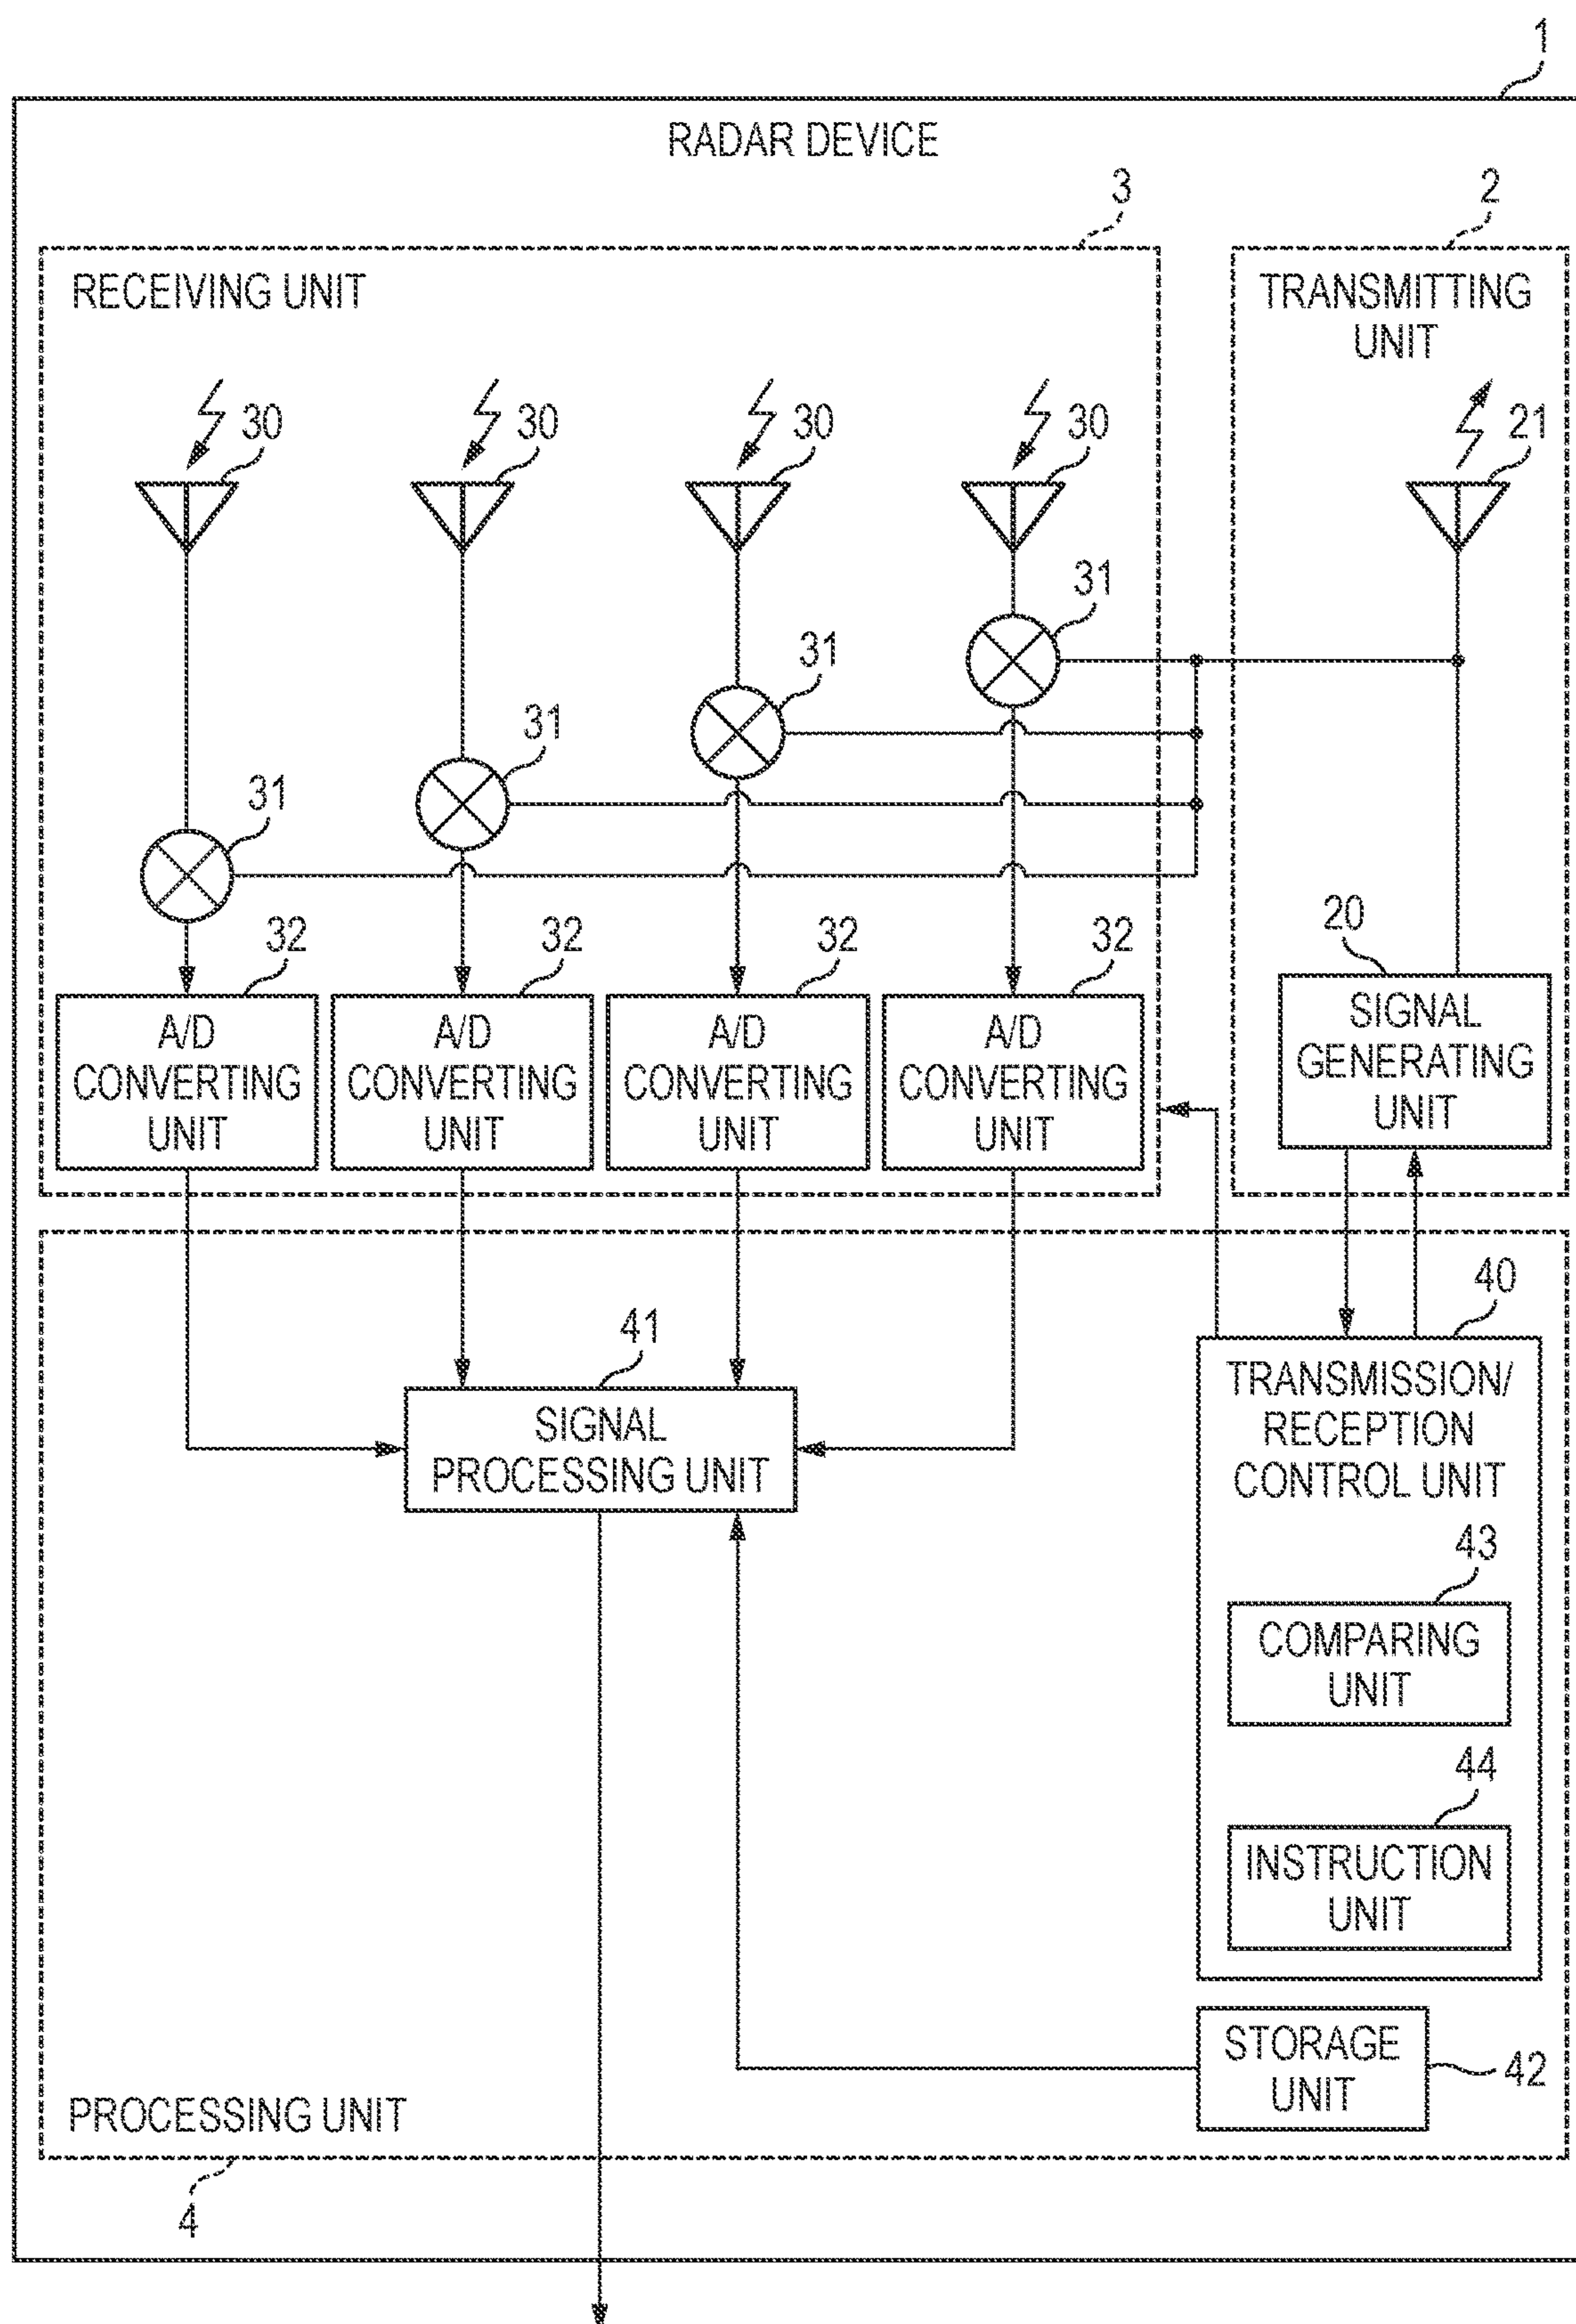 1
RADAR DEVICE
3
2
RECEIVING UNIT
TRANSMITTING
UNIT
30
30
30
30
21
31
31
31
31
32
32
32
32
20
A/D
CONVERTING
UNIT
A/D
CONVERTING
UNIT
A/D
CONVERTING
UNIT
A/D
CONVERTING
UNIT
SIGNAL
GENERATING
UNIT
40
41
TRANSMISSION/
RECEPTION
CONTROL UNIT
SIGNAL
PROCESSING UNIT
43
COMPARING
UNIT
44
INSTRUCTION
UNIT
STORAGE
UNIT
42
PROCESSING UNIT
4